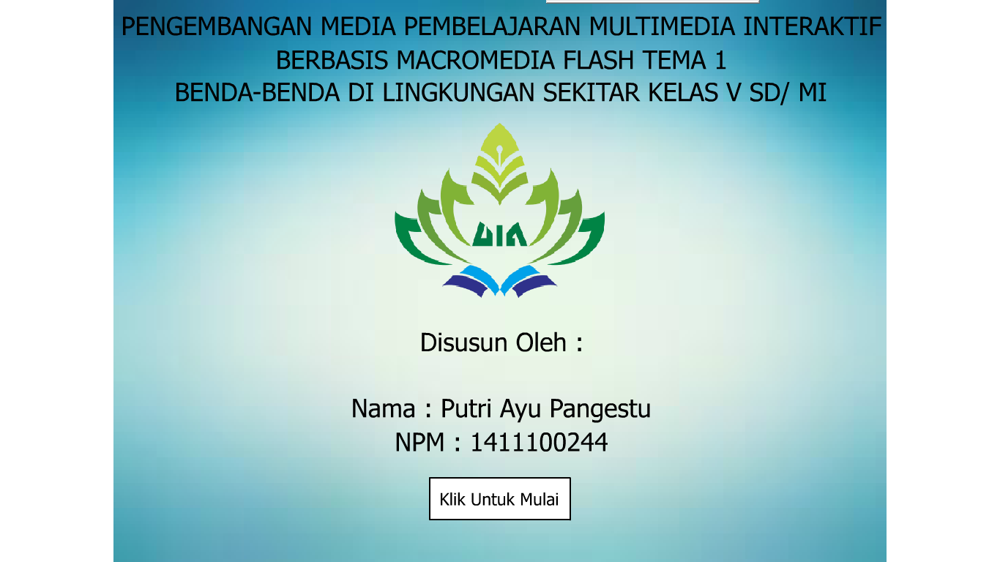 PENGEMBANGAN MEDIA PEMBELAJARAN MULTIMEDIA INTERAKTIF
BERBASIS MACROMEDIA FLASH TEMA 1
BENDA-BENDA DI LINGKUNGAN SEKITAR KELAS V SD/ MI
UIN
Disusun Oleh :
Nama : Putri Ayu Pangestu
NPM : 1411100244
Klik Untuk Mulai